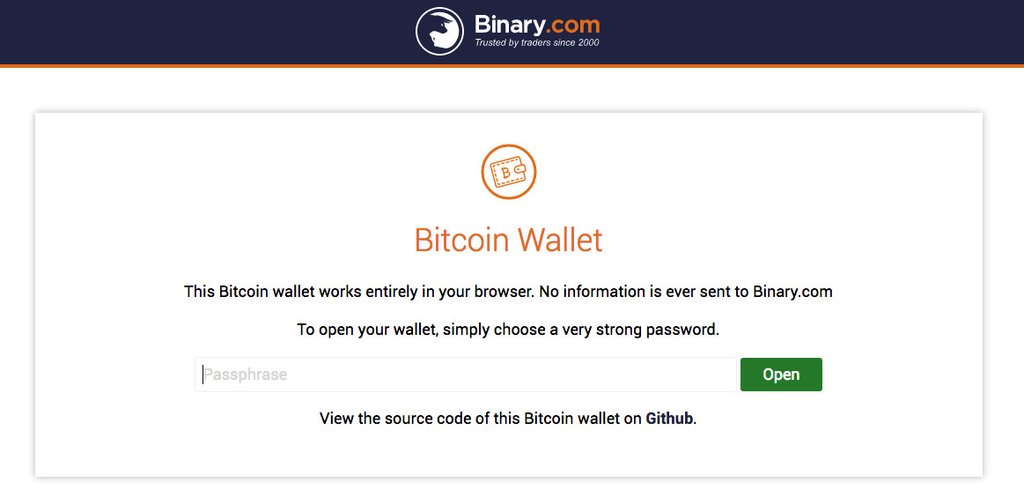 Binary.com
Trusted by traders since 2000
Bitcoin Wallet
This Bitcoin wallet works entirely in your browser. No information is ever sent to Binary.com
To open your wallet, simply choose a very strong password.
Passphrase Open
View the source code of this Bitcoin wallet on Github.